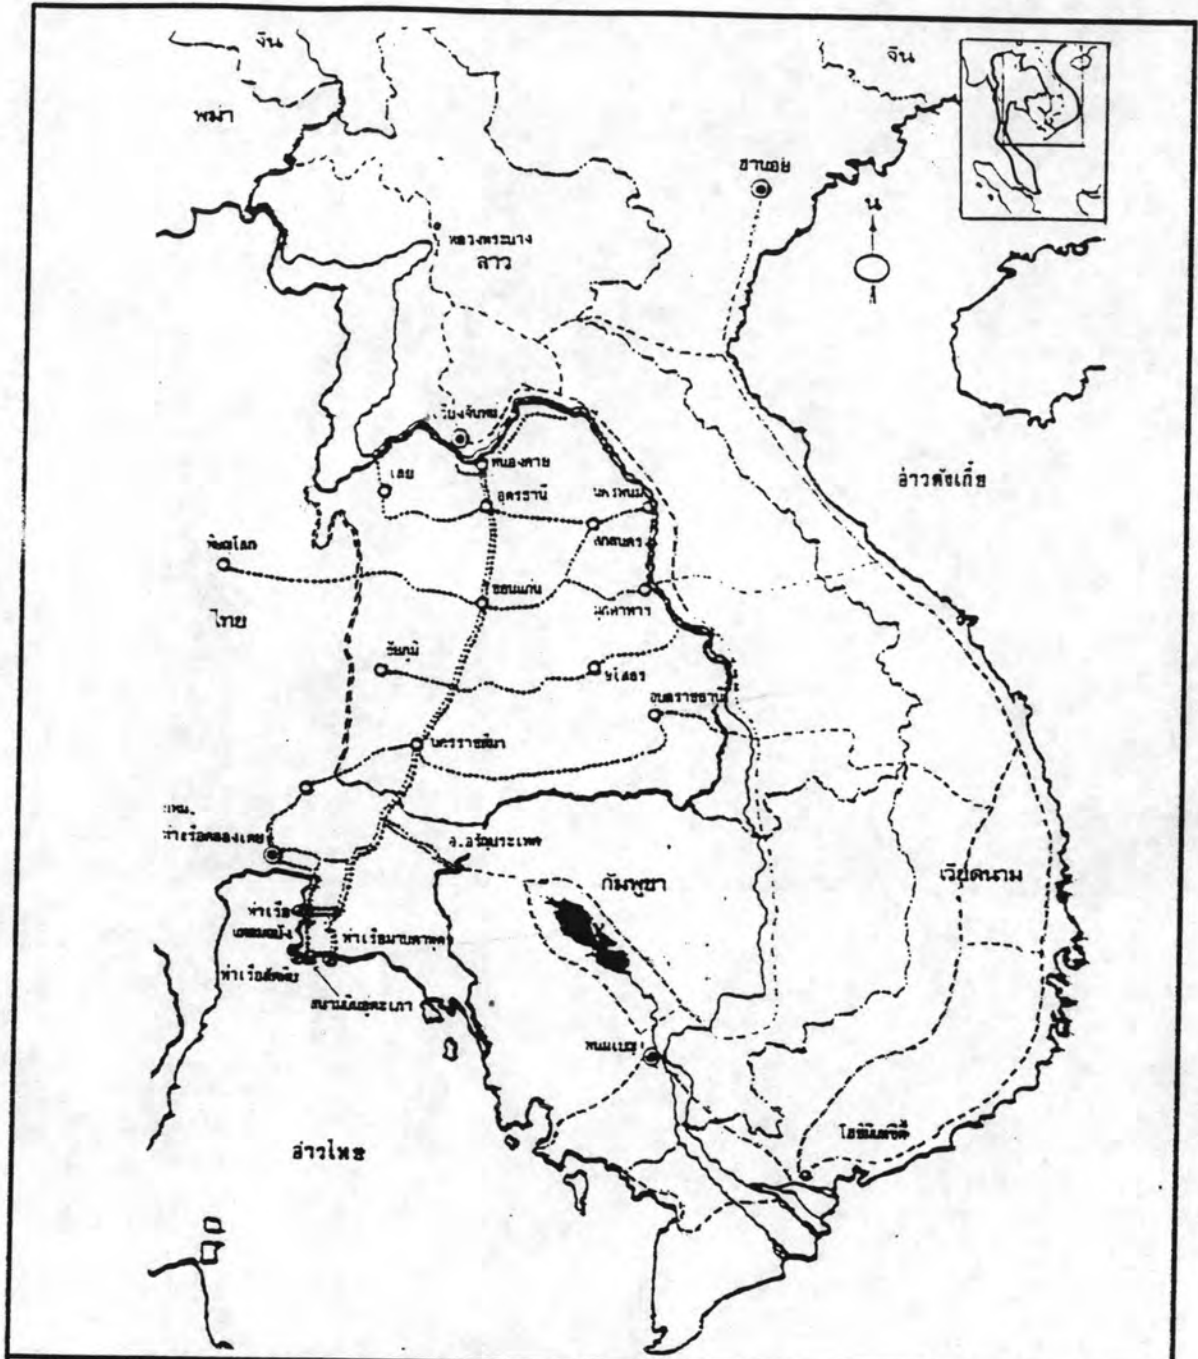 จีน
จีน
พม่า
ฮานอย
น
หลวงพระบาง
ลาว
เวียงจันทน์
หนองคาย
เลย
อุดรธานี
นครพนม
อ่าวตังเกี๋ย
สกลนคร
พิษณุโลก
ขอนแก่น
มุกดาหาร
ไทย
ชัยภูมิ
ยโสธร
อุบลราชธานี
นครราชสีมา
กทม.
ท่าเรือคลองเตย
อ.อรัญประเทศ
กัมพูชา
เวียดนาม
ท่าเรือ
แหลมฉบัง
ท่าเรือมาบตาพุด
ท่าเรือสัตหีบ
สนามบินอู่ตะเภา
พนมเปญ
โฮจิมินห์ซิตี้
อ่าวไทย